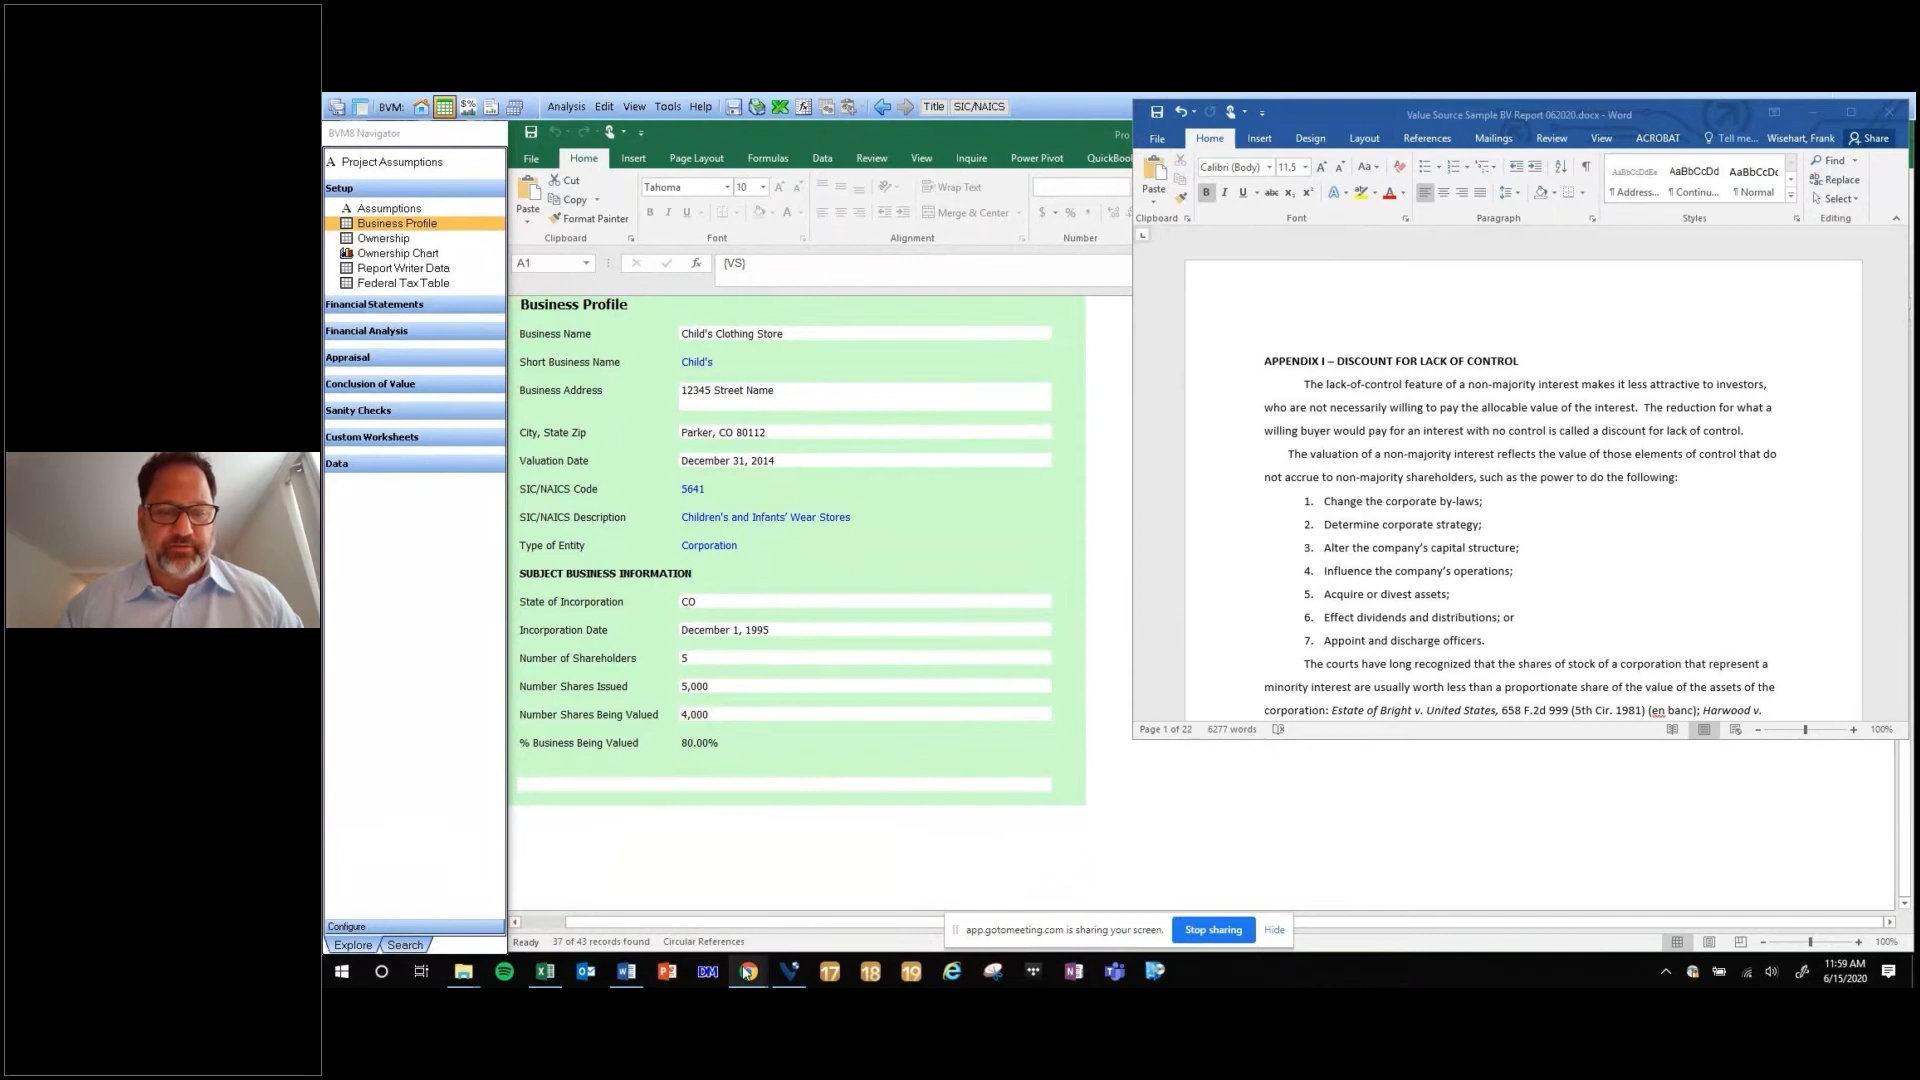 BVM:
Analysis Edit View Tools Help
Title SIC/NAICS
BVM8 Navigator
A Project Assumptions
Setup
A Assumptions
Business Profile
Ownership
Ownership Chart
Report Writer Data
Federal Tax Table
Financial Statements
Financial Analysis
Appraisal
Conclusion of Value
Sanity Checks
Custom Worksheets
Data
Configure
Explore Search
Pro
File Home Insert Page Layout Formulas Data Review View Inquire Power Pivot QuickBool
Paste
Cut
Copy
Format Painter
Clipboard
Tahoma 10
B I U
Font
Wrap Text
Merge & Center
Alignment
$ %
Number
A1 fx {VS}
Business Profile
Business Name Child's Clothing Store
Short Business Name Child's
Business Address 12345 Street Name
City, State Zip Parker, CO 80112
Valuation Date December 31, 2014
SIC/NAICS Code 5641
SIC/NAICS Description Children's and Infants' Wear Stores
Type of Entity Corporation
SUBJECT BUSINESS INFORMATION
State of Incorporation CO
Incorporation Date December 1, 1995
Number of Shareholders 5
Number Shares Issued 5,000
Number Shares Being Valued 4,000
% Business Being Valued 80.00%
Ready 37 of 43 records found Circular References
100%
Value Source Sample BV Report 062020.docx - Word
File Home Insert Design Layout References Mailings Review View ACROBAT Tell me... Wisehart, Frank Share
Paste
Clipboard
Calibri (Body) 11.5 Aa
B I U abc X₂ X²
Font
Paragraph
AaBbCcDdEe AaBbCcDd AaBbCcDc
¶ Address... ¶ Continu... ¶ Normal
Styles
Find
Replace
Select
Editing
APPENDIX I – DISCOUNT FOR LACK OF CONTROL
The lack-of-control feature of a non-majority interest makes it less attractive to investors,
who are not necessarily willing to pay the allocable value of the interest. The reduction for what a
willing buyer would pay for an interest with no control is called a discount for lack of control.
The valuation of a non-majority interest reflects the value of those elements of control that do
not accrue to non-majority shareholders, such as the power to do the following:
1. Change the corporate by-laws;
2. Determine corporate strategy;
3. Alter the company's capital structure;
4. Influence the company's operations;
5. Acquire or divest assets;
6. Effect dividends and distributions; or
7. Appoint and discharge officers.
The courts have long recognized that the shares of stock of a corporation that represent a
minority interest are usually worth less than a proportionate share of the value of the assets of the
corporation: Estate of Bright v. United States, 658 F.2d 999 (5th Cir. 1981) (en banc); Harwood v.
Page 1 of 22 6277 words
100%
app.gotomeeting.com is sharing your screen. Stop sharing Hide
DM 17 18 19
11:59 AM
6/15/2020